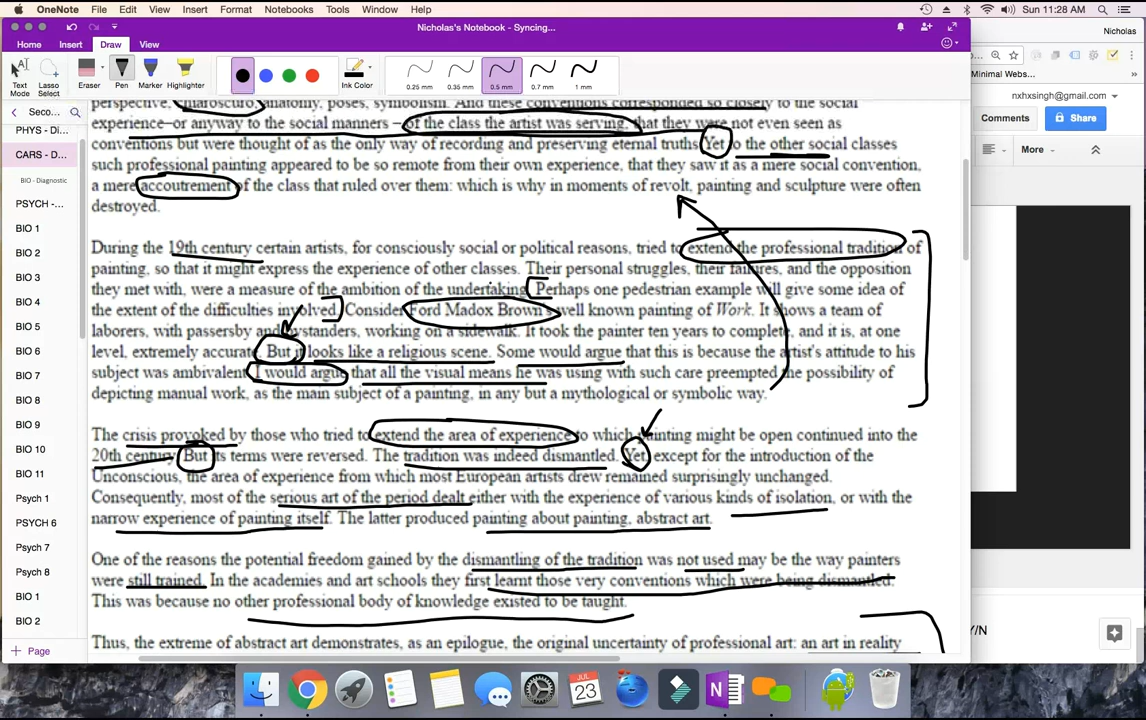 OneNote File Edit View Insert Format Notebooks Tools Window Help Sun 11:28 AM
Nicholas's Notebook - Syncing...
Nicholas
Home Insert Draw View
Minimal Webs...
Text Mode
Lasso Select
Eraser
Pen
Marker
Highlighter
0.25 mm 0.35 mm 0.5 mm 0.7 mm 1 mm
Ink Color
nxhxsingh@gmail.com
Comments
Share
More
Seco...
PHYS - Di...
CARS - D...
BIO - Diagnostic
PSYCH -...
BIO 1
BIO 2
BIO 3
BIO 4
BIO 5
BIO 6
BIO 7
BIO 8
BIO 9
BIO 10
BIO 11
Psych 1
PSYCH 6
Psych 7
Psych 8
BIO 1
BIO 2
+ Page
perspective, chiaroscuro, anatomy, poses, symbolism. And these conventions corresponded so closely to the social
experience–or anyway to the social manners – of the class the artist was serving, that they were not even seen as
conventions but were thought of as the only way of recording and preserving eternal truths. Yet to the other social classes
such professional painting appeared to be so remote from their own experience, that they saw it as a mere social convention,
a mere accoutrement of the class that ruled over them: which is why in moments of revolt, painting and sculpture were often
destroyed.
During the 19th century certain artists, for consciously social or political reasons, tried to extend the professional tradition of
painting, so that it might express the experience of other classes. Their personal struggles, their failures, and the opposition
they met with, were a measure of the ambition of the undertaking. Perhaps one pedestrian example will give some idea of
the extent of the difficulties involved. Consider Ford Madox Brown's well known painting of Work. It shows a team of
laborers, with passersby and bystanders, working on a sidewalk. It took the painter ten years to complete, and it is, at one
level, extremely accurate. But it looks like a religious scene. Some would argue that this is because the artist's attitude to his
subject was ambivalent. I would argue that all the visual means he was using with such care preempted the possibility of
depicting manual work, as the main subject of a painting, in any but a mythological or symbolic way.
The crisis provoked by those who tried to extend the area of experience to which painting might be open continued into the
20th century. But its terms were reversed. The tradition was indeed dismantled. Yet, except for the introduction of the
Unconscious, the area of experience from which most European artists drew remained surprisingly unchanged.
Consequently, most of the serious art of the period dealt either with the experience of various kinds of isolation, or with the
narrow experience of painting itself. The latter produced painting about painting, abstract art.
One of the reasons the potential freedom gained by the dismantling of the tradition was not used may be the way painters
were still trained. In the academies and art schools they first learnt those very conventions which were being dismantled.
This was because no other professional body of knowledge existed to be taught.
Thus, the extreme of abstract art demonstrates, as an epilogue, the original uncertainty of professional art: an art in reality
Y/N
JUL
23